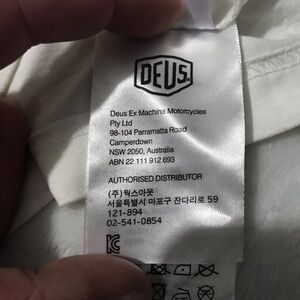 DEUS.
Deus Ex Machina Motorcycles
Pty Ltd
98-104 Parramatta Road
Camperdown
NSW 2050, Australia
ABN 22 111 912 693
AUTHORISED DISTRIBUTOR
(주)웍스아웃
서울특별시 마포구 잔다리로 59
121-894
02-541-0854